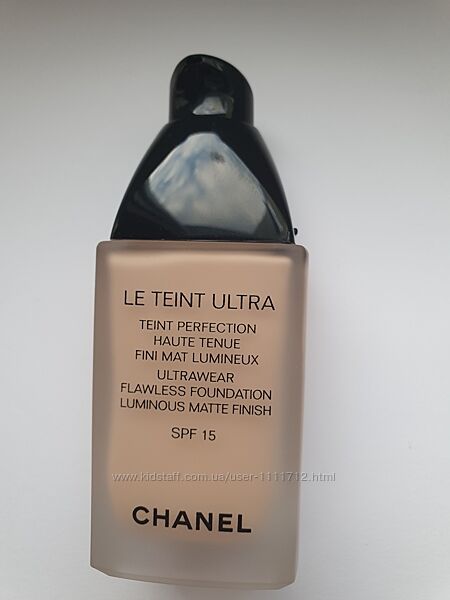 LE TEINT ULTRA
TEINT PERFECTION
HAUTE TENUE
FINI MAT LUMINEUX
ULTRAWEAR
FLAWLESS FOUNDATION
LUMINOUS MATTE FINISH
SPF 15
www.kidstaff.com.ua/user-1111712.html
CHANEL